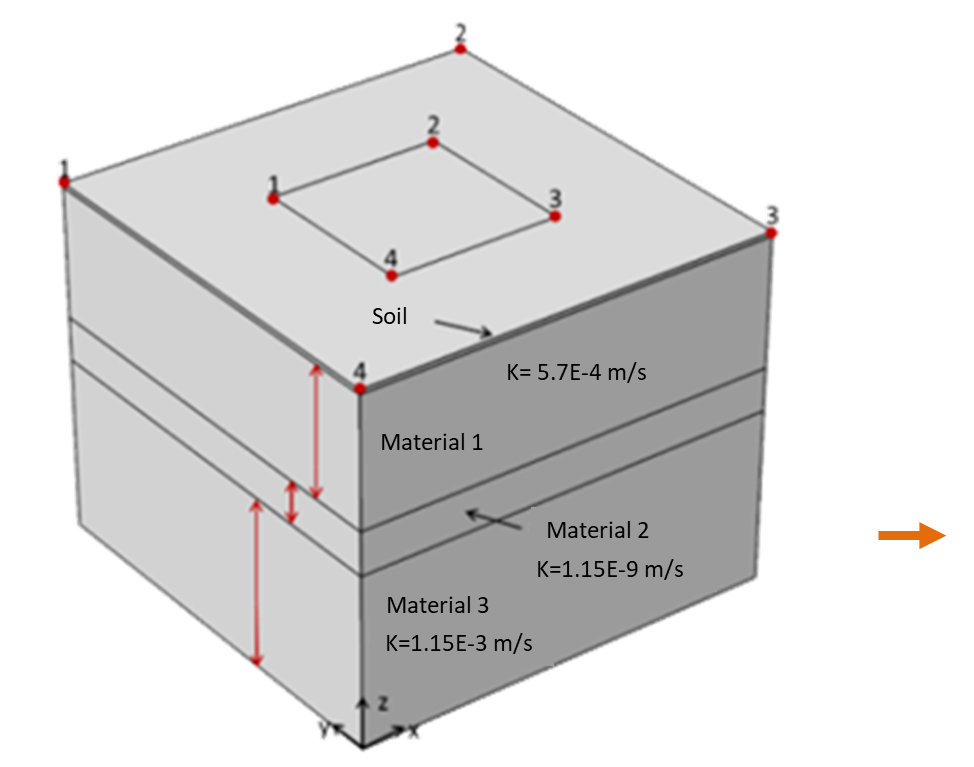 2
2
1
1
3
3
4
Soil
4
K= 5.7E-4 m/s
Material 1
Material 2
K=1.15E-9 m/s
Material 3
K=1.15E-3 m/s
z
y
x